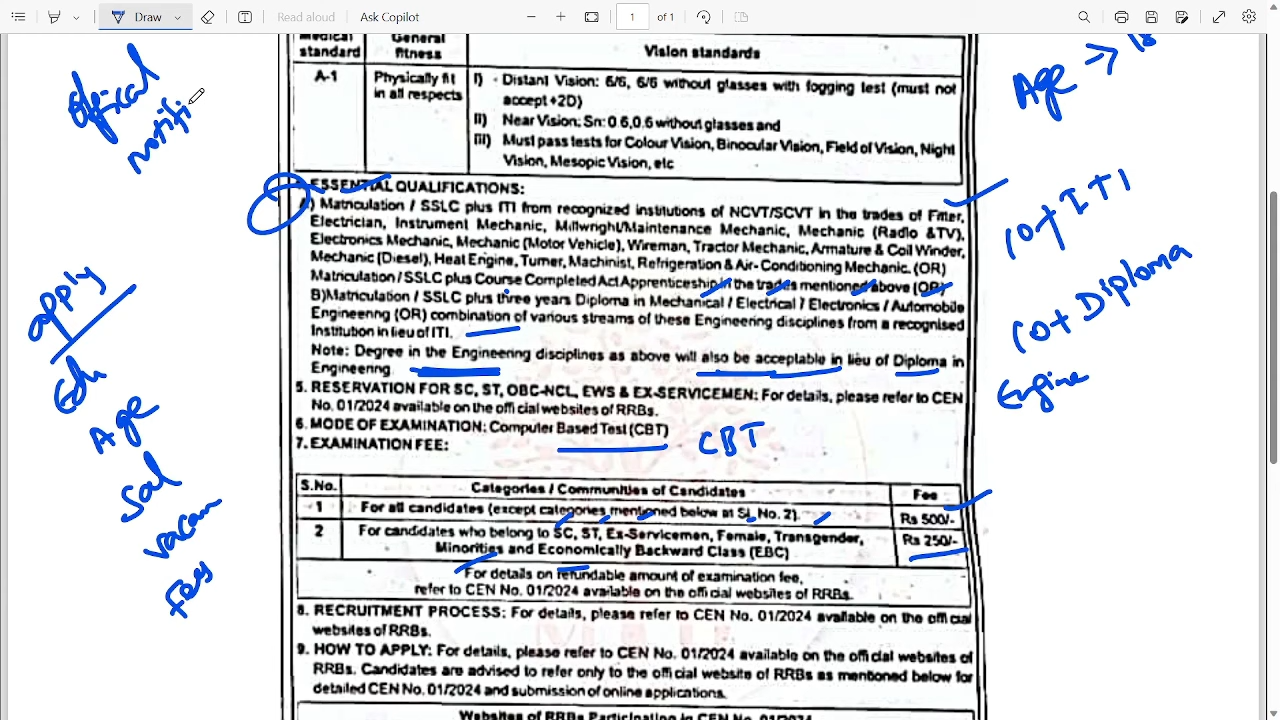 Draw
Read aloud
Ask Copilot
1 of 1
Medical standard
General fitness
Vision standards
A-1
Physically fit in all respects
i) Distant Vision: 6/6, 6/6 without glasses with fogging test (must not
accept +2D)
ii) Near Vision: Sn: 0.6,0.6 without glasses and
iii) Must pass tests for Colour Vision, Binocular Vision, Field of Vision, Night
Vision, Mesopic Vision, etc
ESSENTIAL QUALIFICATIONS:
A) Matriculation / SSLC plus ITI from recognized institutions of NCVT/SCVT in the trades of Fitter,
Electrician, Instrument Mechanic, Millwright/Maintenance Mechanic, Mechanic (Radio &TV),
Electronics Mechanic, Mechanic (Motor Vehicle), Wireman, Tractor Mechanic, Armature & Coil Winder,
Mechanic (Diesel), Heat Engine, Turner, Machinist, Refrigeration & Air- Conditioning Mechanic. (OR)
Matriculation / SSLC plus Course Completed Act Apprenticeship in the trades mentioned above (OR)
B)Matriculation / SSLC plus three years Diploma in Mechanical / Electrical / Electronics / Automobile
Engineering (OR) combination of various streams of these Engineering disciplines from a recognised
Institution in lieu of ITI.
Note: Degree in the Engineering disciplines as above will also be acceptable in lieu of Diploma in
Engineering.
5. RESERVATION FOR SC, ST, OBC-NCL, EWS & EX-SERVICEMEN: For details, please refer to CEN
No. 01/2024 available on the official websites of RRBs.
6. MODE OF EXAMINATION: Computer Based Test (CBT)
7. EXAMINATION FEE:
S.No. Categories / Communities of Candidates Fee
1 For all candidates (except categories mentioned below at Sl. No. 2). Rs 500/-
2 For candidates who belong to SC, ST, Ex-Servicemen, Female, Transgender,
Minorities and Economically Backward Class (EBC) Rs 250/-
For details on refundable amount of examination fee,
refer to CEN No. 01/2024 available on the official websites of RRBs.
8. RECRUITMENT PROCESS: For details, please refer to CEN No. 01/2024 available on the official
websites of RRBs.
9. HOW TO APPLY: For details, please refer to CEN No. 01/2024 available on the official websites of
RRBs. Candidates are advised to refer only to the official website of RRBs as mentioned below for
detailed CEN No. 01/2024 and submission of online applications.
Websites of RRBs Participating in CEN No. 01/2024
notifi
apply
Age
Sal
vacan
Age → 18
10+ITI
10+Diploma
Engine
CBT